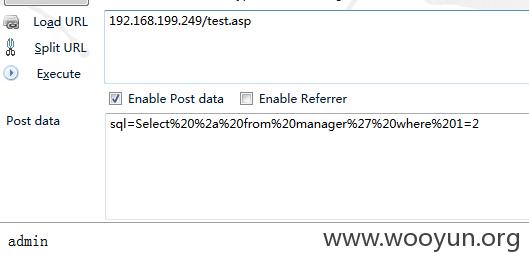 Load URL
192.168.199.249/test.asp
Split URL
Execute
Enable Post data Enable Referrer
Post data
sql=Select%20%2a%20from%20manager%27%20where%201=2
admin
www.wooyun.org